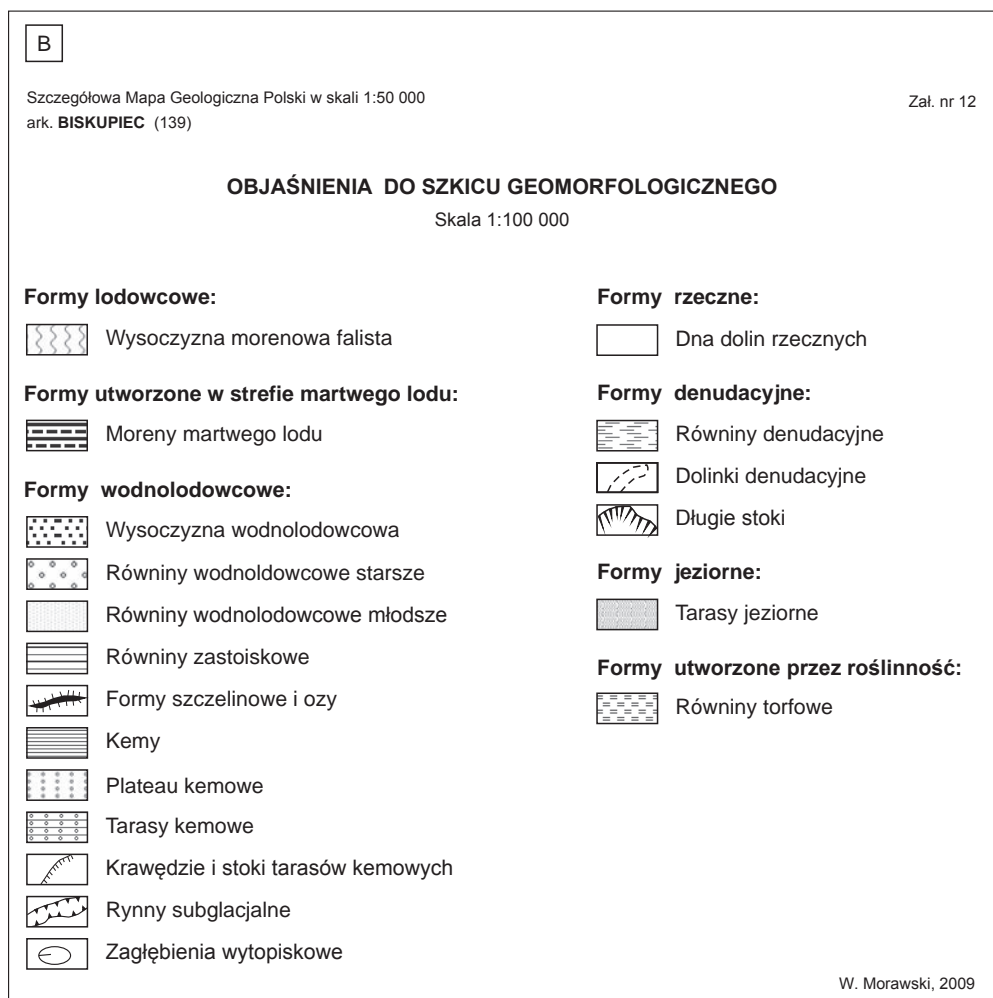 B
Szczegółowa Mapa Geologiczna Polski w skali 1:50 000
Zał. nr 12
ark. BISKUPIEC (139)
OBJAŚNIENIA DO SZKICU GEOMORFOLOGICZNEGO
Skala 1:100 000
Formy lodowcowe:
Wysoczyzna morenowa falista
Formy utworzone w strefie martwego lodu:
Moreny martwego lodu
Formy wodnolodowcowe:
Wysoczyzna wodnolodowcowa
Równiny wodnoldowcowe starsze
Równiny wodnolodowcowe młodsze
Równiny zastoiskowe
Formy szczelinowe i ozy
Kemy
Plateau kemowe
Tarasy kemowe
Krawędzie i stoki tarasów kemowych
Rynny subglacjalne
Zagłębienia wytopiskowe
Formy rzeczne:
Dna dolin rzecznych
Formy denudacyjne:
Równiny denudacyjne
Dolinki denudacyjne
Długie stoki
Formy jeziorne:
Tarasy jeziorne
Formy utworzone przez roślinność:
Równiny torfowe
W. Morawski, 2009